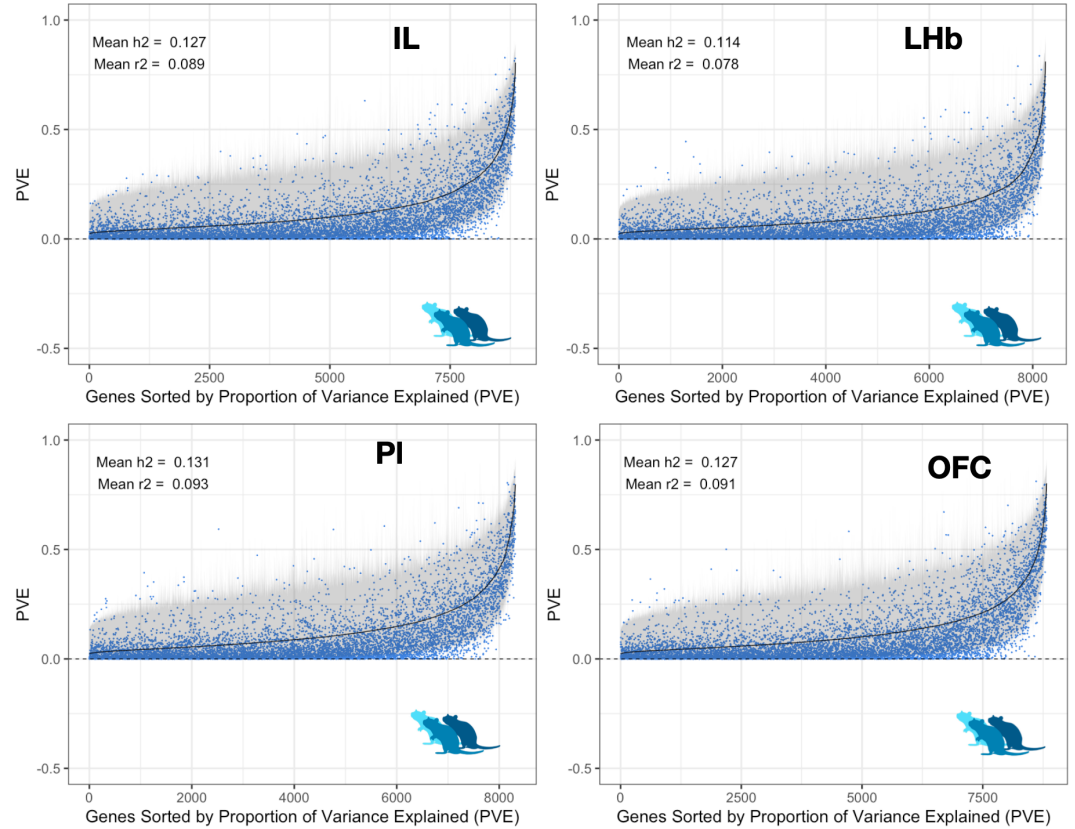 IL
Mean h2 = 0.127
Mean r2 = 0.089
1.0
0.5
0.0
-0.5
PVE
0 2500 5000 7500
Genes Sorted by Proportion of Variance Explained (PVE)
LHb
Mean h2 = 0.114
Mean r2 = 0.078
1.0
0.5
0.0
-0.5
PVE
0 2000 4000 6000 8000
Genes Sorted by Proportion of Variance Explained (PVE)
Pl
Mean h2 = 0.131
Mean r2 = 0.093
1.0
0.5
0.0
-0.5
PVE
0 2000 4000 6000 8000
Genes Sorted by Proportion of Variance Explained (PVE)
OFC
Mean h2 = 0.127
Mean r2 = 0.091
1.0
0.5
0.0
-0.5
PVE
0 2500 5000 7500
Genes Sorted by Proportion of Variance Explained (PVE)